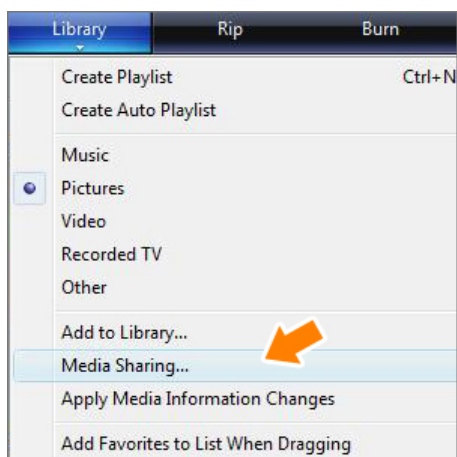 Library Rip Burn
Create Playlist Ctrl+N
Create Auto Playlist
Music
Pictures
Video
Recorded TV
Other
Add to Library...
Media Sharing...
Apply Media Information Changes
Add Favorites to List When Dragging